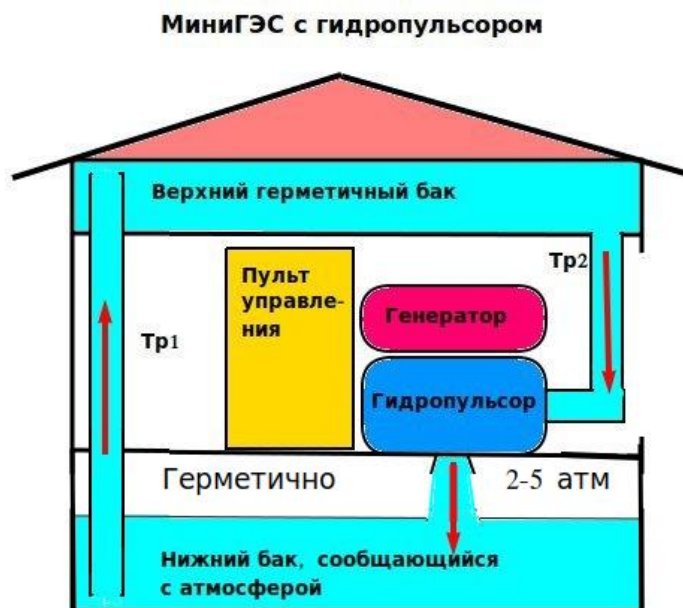 МиниГЭС с гидропульсором
Верхний герметичный бак
Тр2
Пульт
управле-
ния
Генератор
Тр1
Гидропульсор
Герметично
2-5 атм
Нижний бак, сообщающийся
с атмосферой